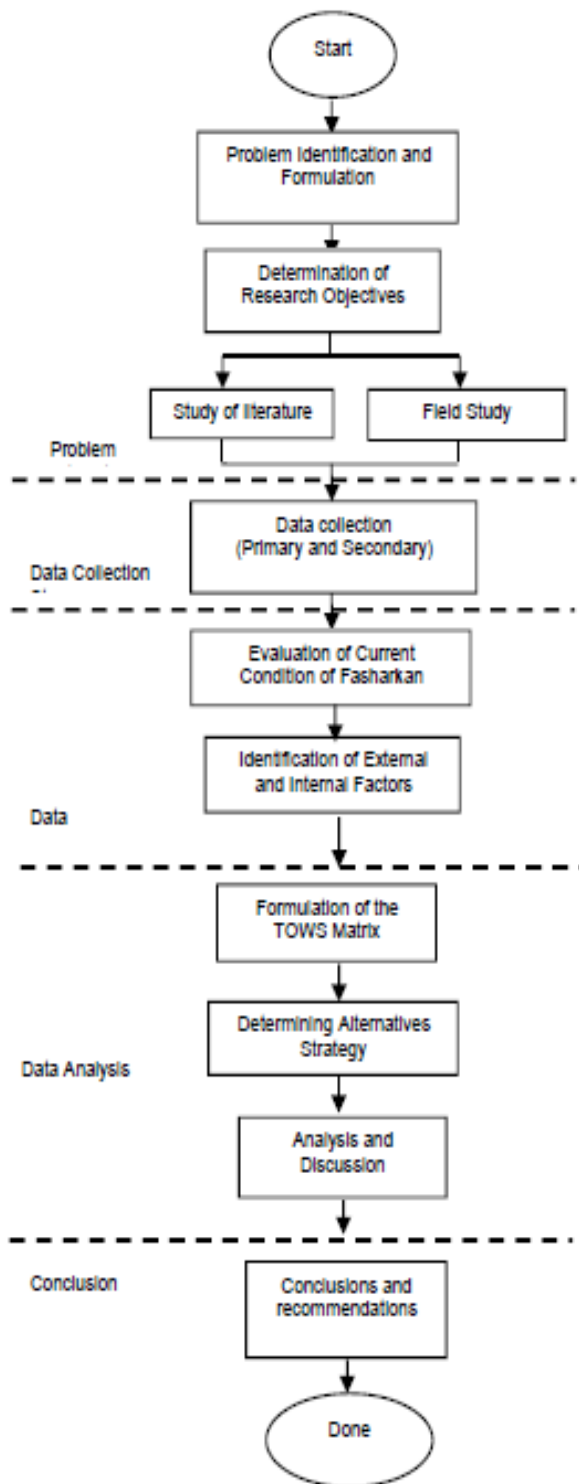 Start
Problem Identification and
Formulation
Determination of
Research Objectives
Study of literature
Field Study
Problem
Data collection
(Primary and Secondary)
Data Collection
Evaluation of Current
Condition of Fasharkan
Identification of External
and Internal Factors
Data
Formulation of the
TOWS Matrix
Determining Alternatives
Strategy
Data Analysis
Analysis and
Discussion
Conclusion
Conclusions and
recommendations
Done